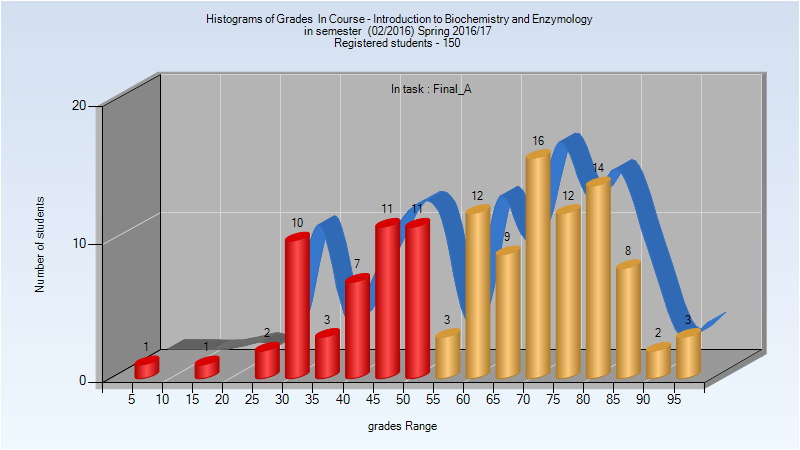 Histograms of Grades In Course - Introduction to Biochemistry and Enzymology
in semester (02/2016) Spring 2016/17
Registered students - 150
In task : Final_A
20
10
0
Number of students
1
1
2
10
3
7
11
11
3
12
9
16
12
14
8
2
3
5 10 15 20 25 30 35 40 45 50 55 60 65 70 75 80 85 90 95
grades Range